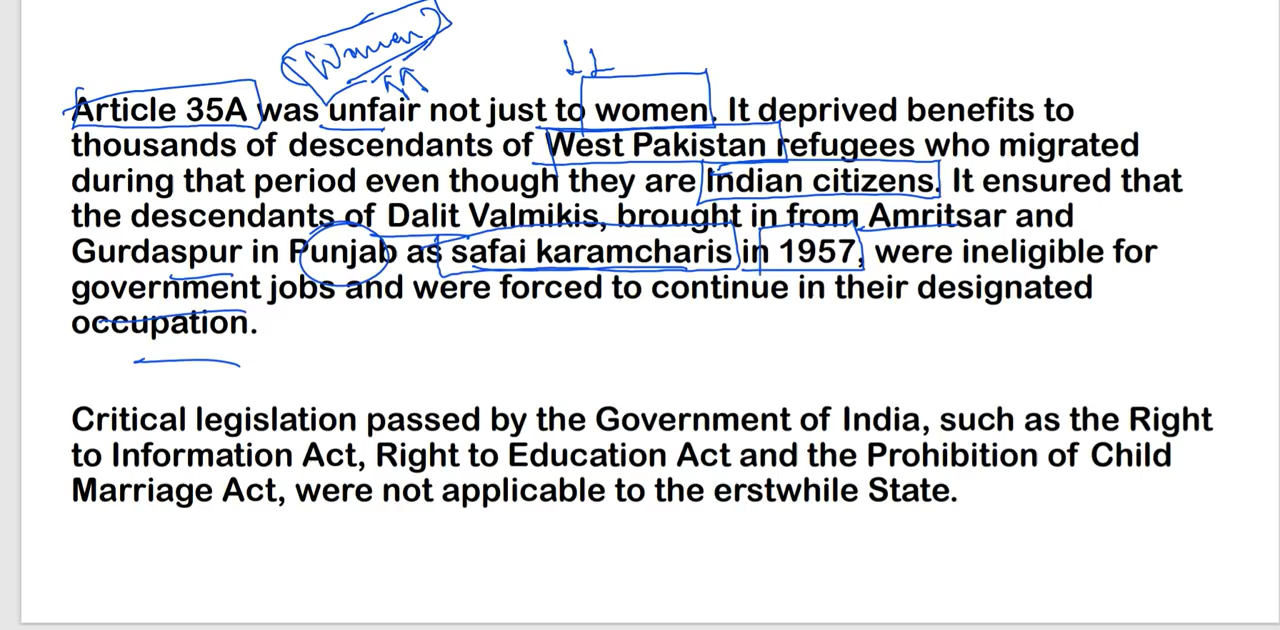 (Women)
Article 35A was unfair not just to women. It deprived benefits to
thousands of descendants of West Pakistan refugees who migrated
during that period even though they are Indian citizens. It ensured that
the descendants of Dalit Valmikis, brought in from Amritsar and
Gurdaspur in Punjab as safai karamcharis in 1957, were ineligible for
government jobs and were forced to continue in their designated
occupation.
Critical legislation passed by the Government of India, such as the Right
to Information Act, Right to Education Act and the Prohibition of Child
Marriage Act, were not applicable to the erstwhile State.